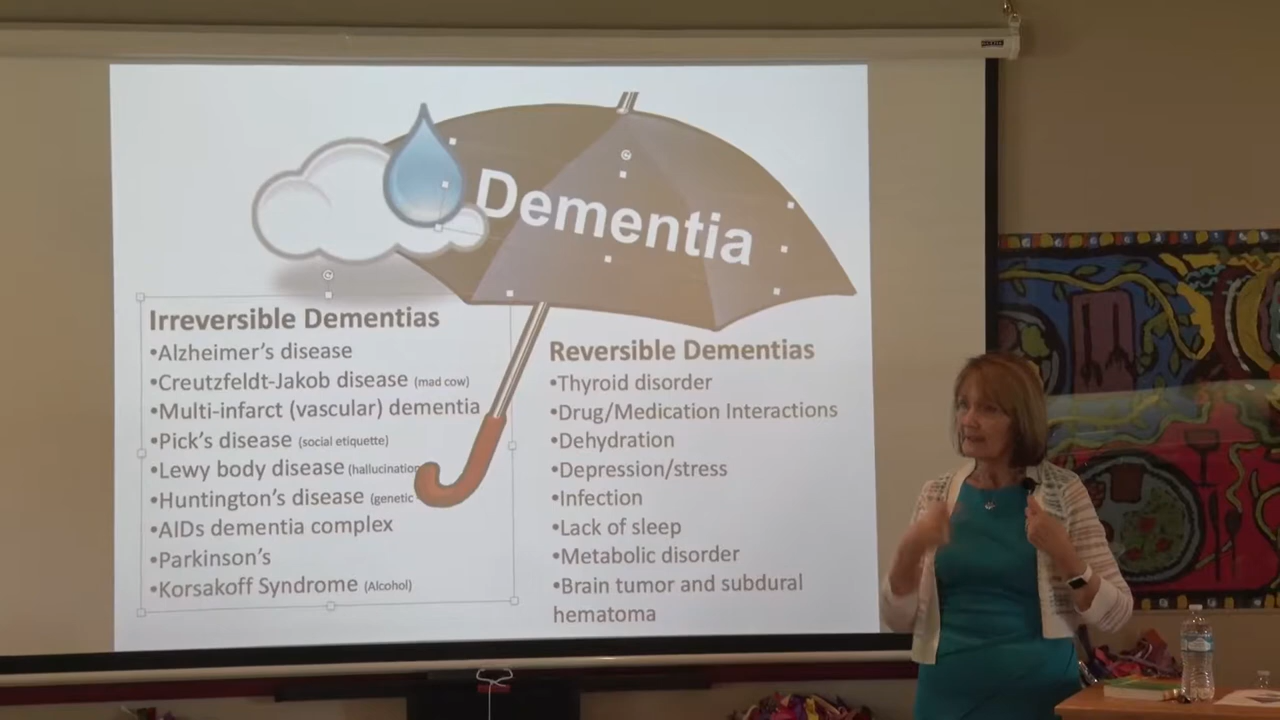 Dementia
Irreversible Dementias
•Alzheimer's disease
•Creutzfeldt-Jakob disease (mad cow)
•Multi-infarct (vascular) dementia
•Pick's disease (social etiquette)
•Lewy body disease (hallucination
•Huntington's disease (genetic
•AIDs dementia complex
•Parkinson's
•Korsakoff Syndrome (Alcohol)
Reversible Dementias
•Thyroid disorder
•Drug/Medication Interactions
•Dehydration
•Depression/stress
•Infection
•Lack of sleep
•Metabolic disorder
•Brain tumor and subdural
hematoma